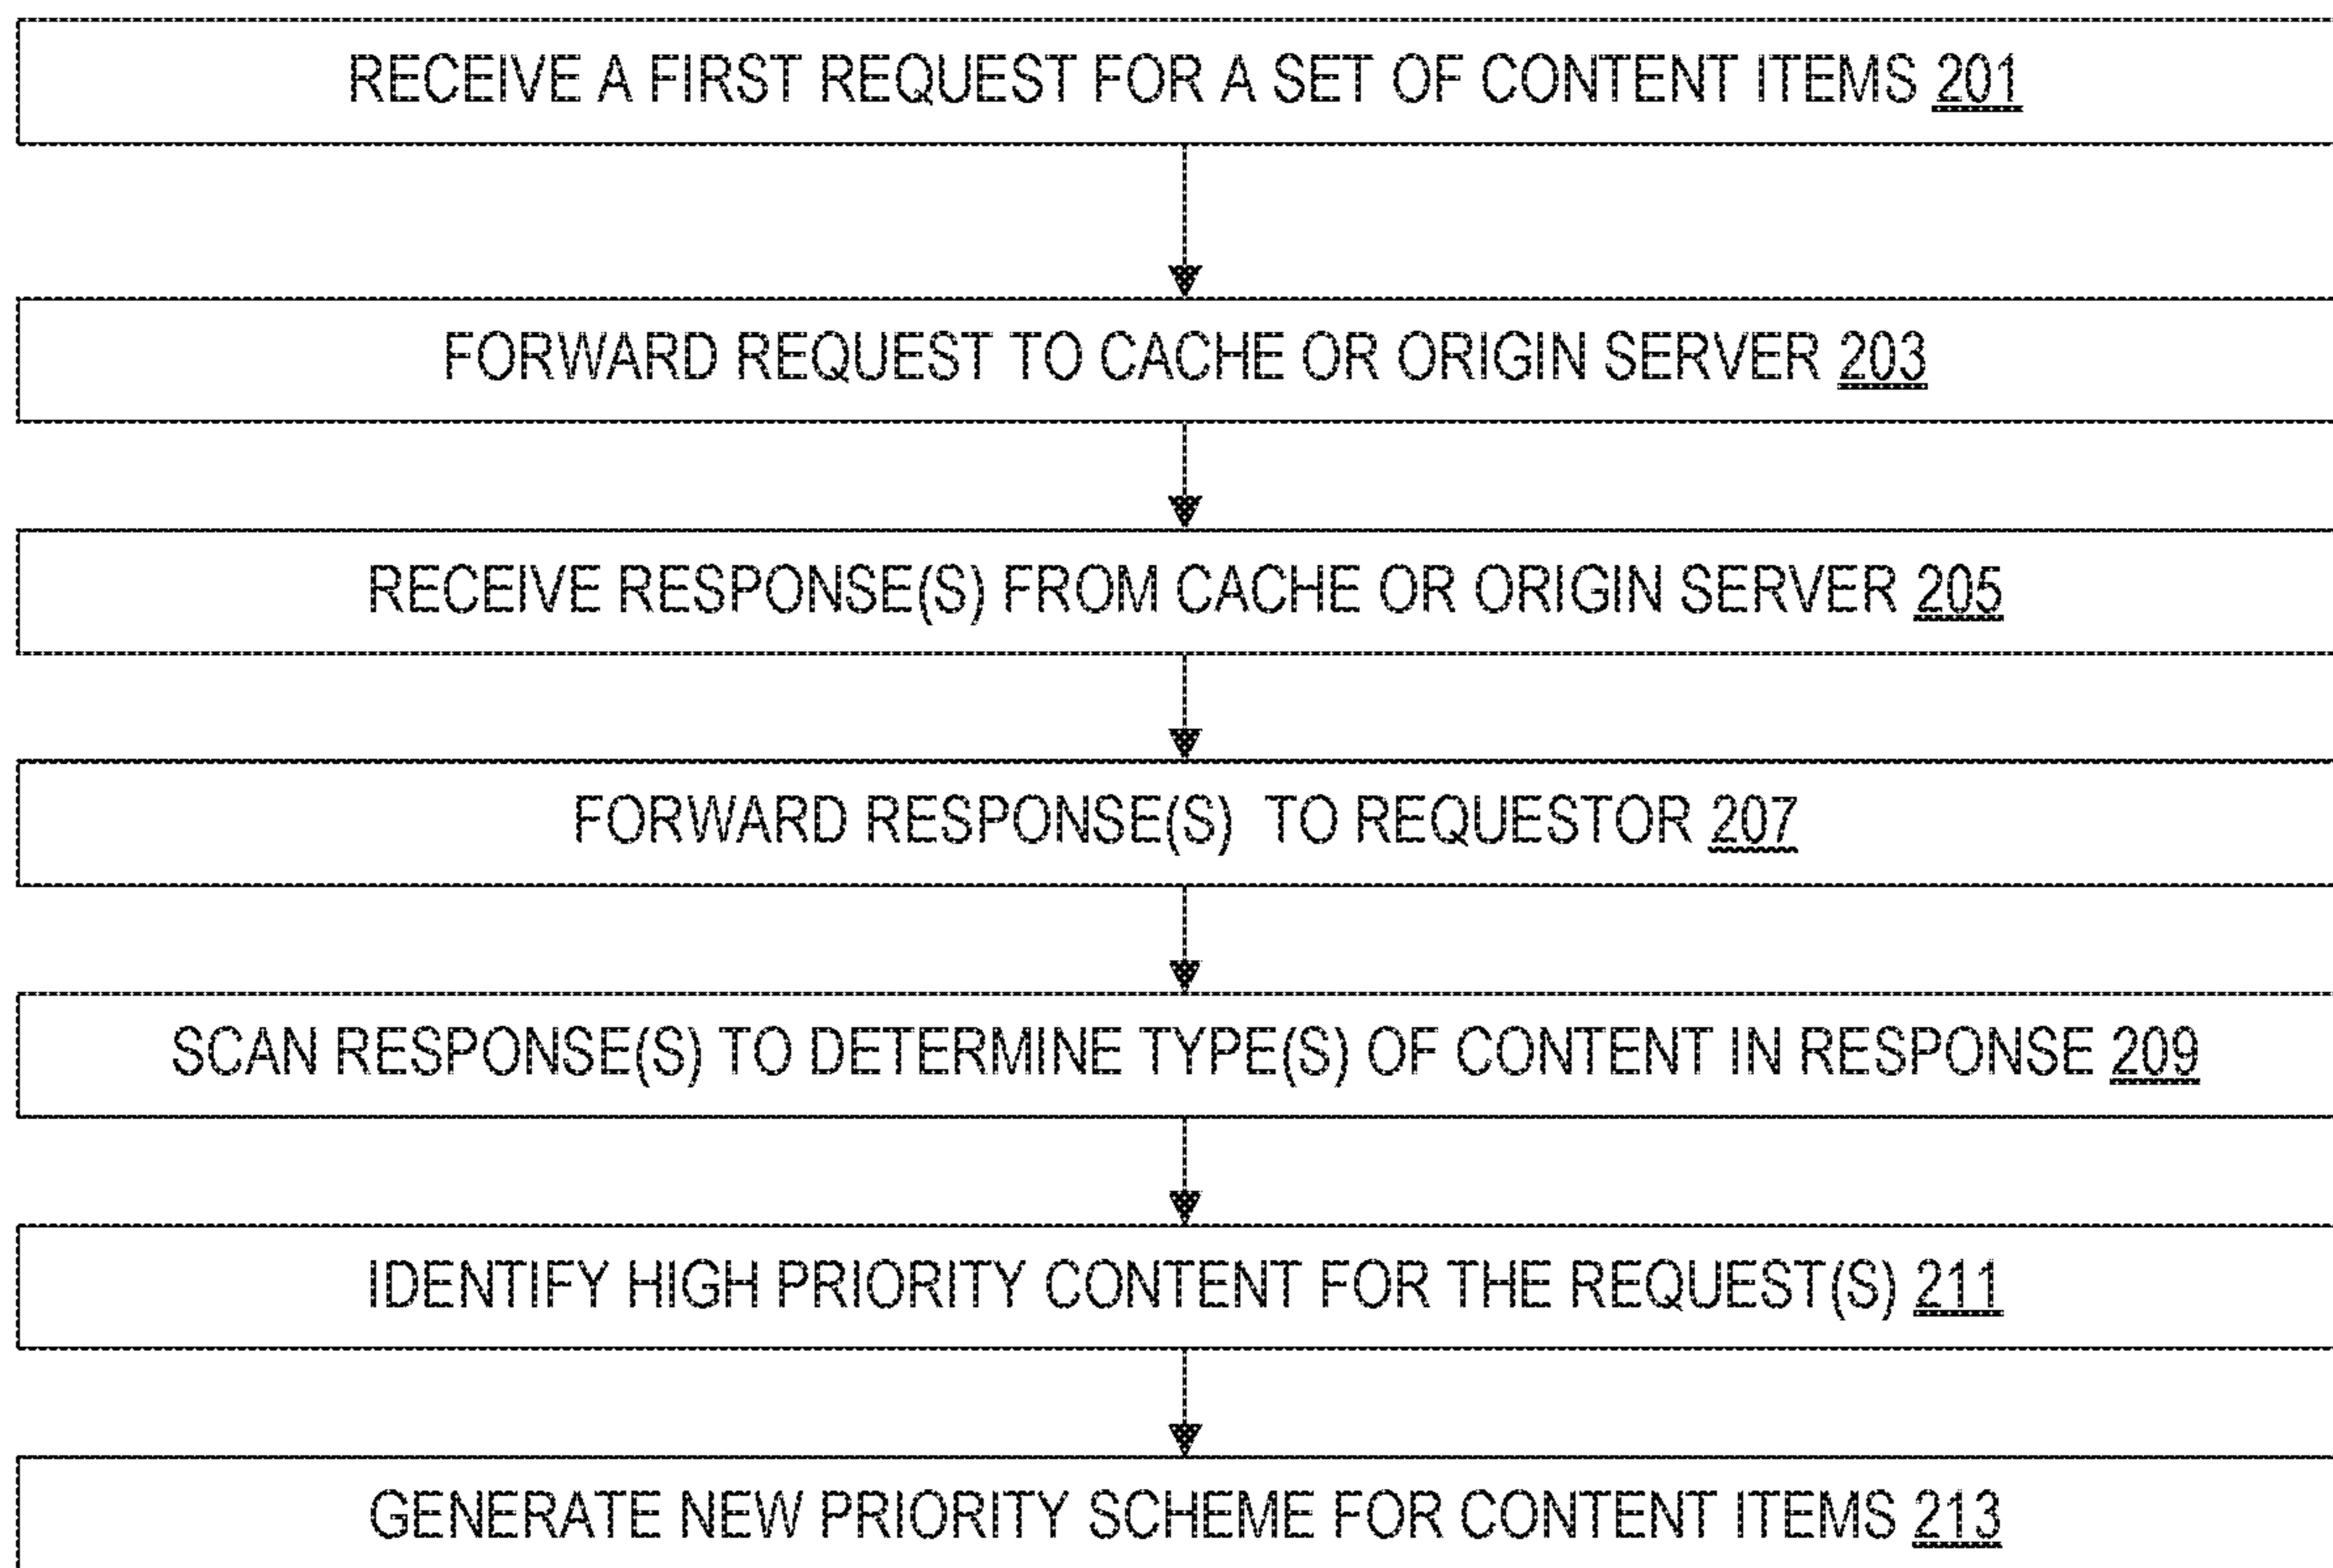 RECEIVE A FIRST REQUEST FOR A SET OF CONTENT ITEMS 201
FORWARD REQUEST TO CACHE OR ORIGIN SERVER 203
RECEIVE RESPONSE(S) FROM CACHE OR ORIGIN SERVER 205
FORWARD RESPONSE(S) TO REQUESTOR 207
SCAN RESPONSE(S) TO DETERMINE TYPE(S) OF CONTENT IN RESPONSE 209
IDENTIFY HIGH PRIORITY CONTENT FOR THE REQUEST(S) 211
GENERATE NEW PRIORITY SCHEME FOR CONTENT ITEMS 213